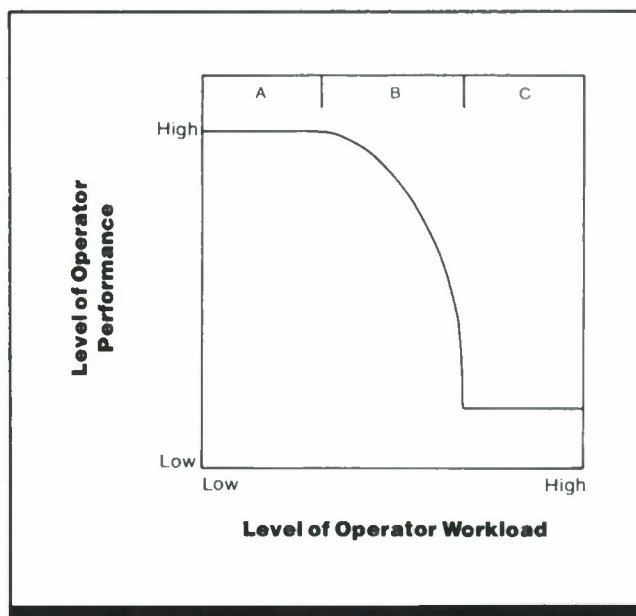 A B C
High
Level of Operator
Performance
Low
Low High
Level of Operator Workload